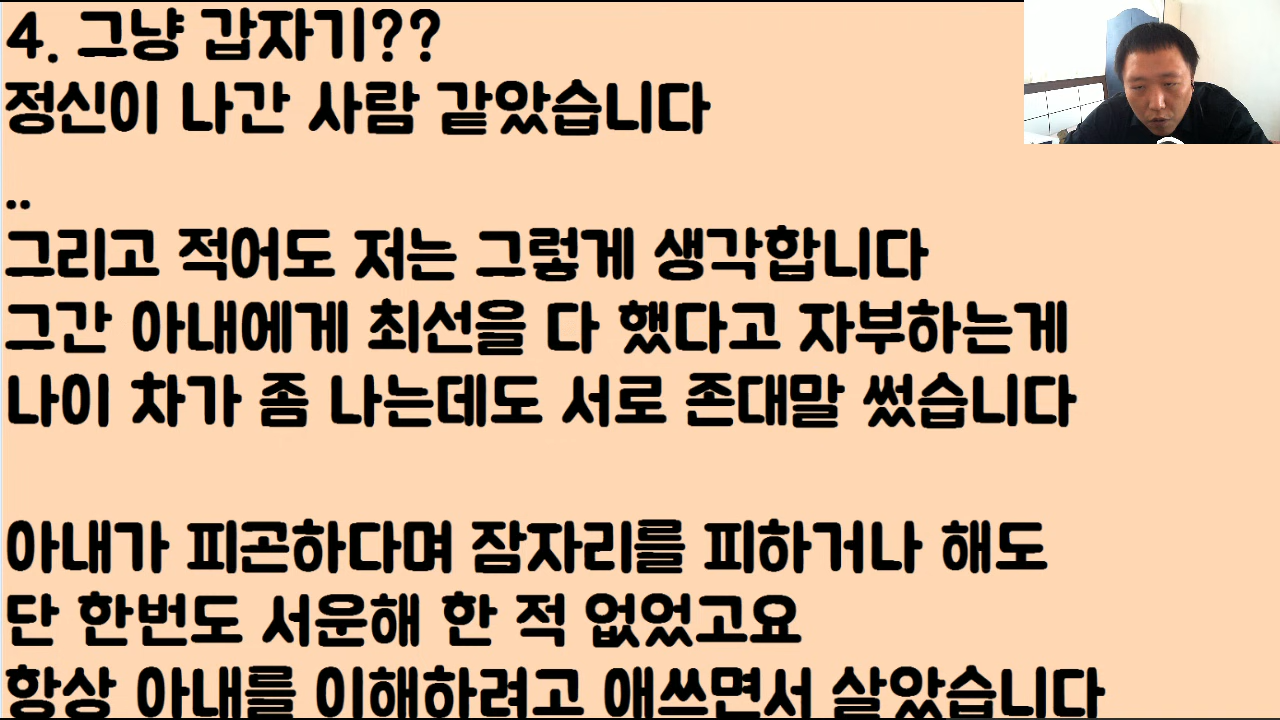 4. 그냥 갑자기??
정신이 나간 사람 같았습니다
..
그리고 적어도 저는 그렇게 생각합니다
그간 아내에게 최선을 다 했다고 자부하는게
나이 차가 좀 나는데도 서로 존대말 썼습니다
아내가 피곤하다며 잠자리를 피하거나 해도
단 한번도 서운해 한 적 없었고요
항상 아내를 이해하려고 애쓰면서 살았습니다